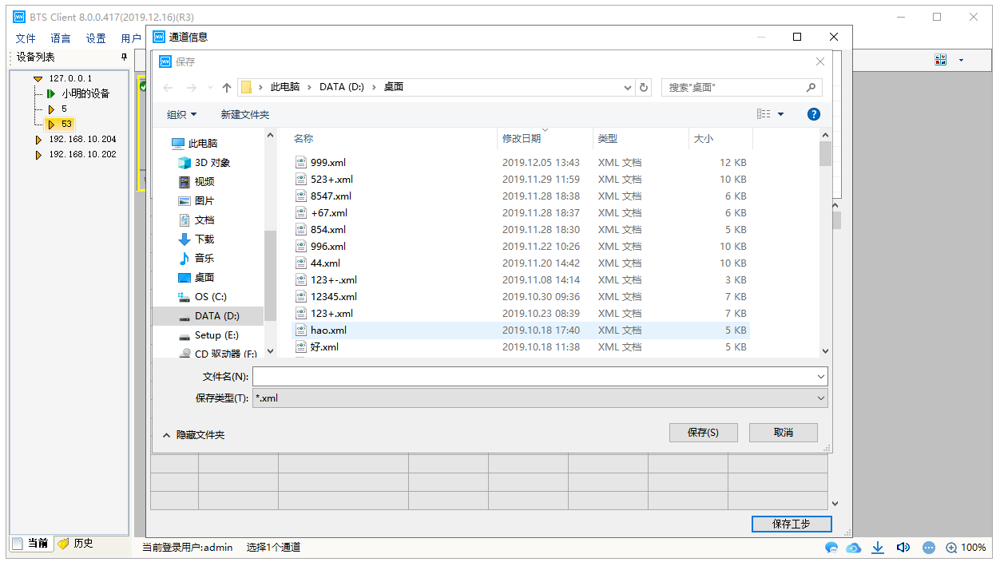 BTS Client 8.0.0.417(2019.12.16)(R3)
文件 语言 设置 用户
通道信息
设备列表
保存
127.0.0.1
小明的设备
5
53
192.168.10.204
192.168.10.202
此电脑 › DATA (D:) › 桌面
搜索"桌面"
组织 新建文件夹
此电脑
3D 对象
视频
图片
文档
下载
音乐
桌面
OS (C:)
DATA (D:)
Setup (E:)
CD 驱动器 (F:)
名称 修改日期 类型 大小
999.xml 2019.12.05 13:43 XML 文档 12 KB
523+.xml 2019.11.29 11:59 XML 文档 10 KB
8547.xml 2019.11.28 18:38 XML 文档 6 KB
+67.xml 2019.11.28 18:37 XML 文档 6 KB
854.xml 2019.11.28 18:30 XML 文档 5 KB
996.xml 2019.11.22 10:26 XML 文档 10 KB
44.xml 2019.11.20 14:42 XML 文档 10 KB
123+-.xml 2019.11.08 14:14 XML 文档 3 KB
12345.xml 2019.10.30 09:36 XML 文档 7 KB
123+.xml 2019.10.23 08:39 XML 文档 7 KB
hao.xml 2019.10.18 17:40 XML 文档 5 KB
好.xml 2019.10.18 11:38 XML 文档 5 KB
文件名(N):
保存类型(T): *.xml
隐藏文件夹 保存(S) 取消
保存工步
当前 历史
当前登录用户:admin 选择1个通道 100%